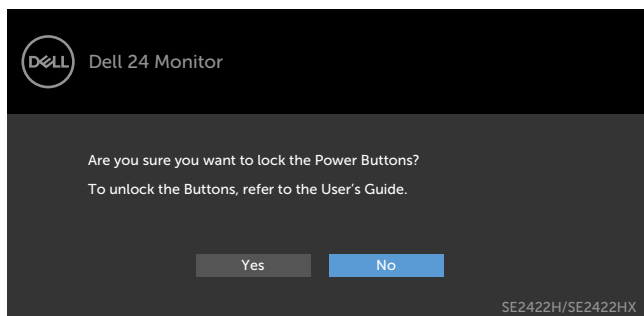 DELL
Dell 24 Monitor
Are you sure you want to lock the Power Buttons?
To unlock the Buttons, refer to the User’s Guide.
Yes
No
SE2422H/SE2422HX